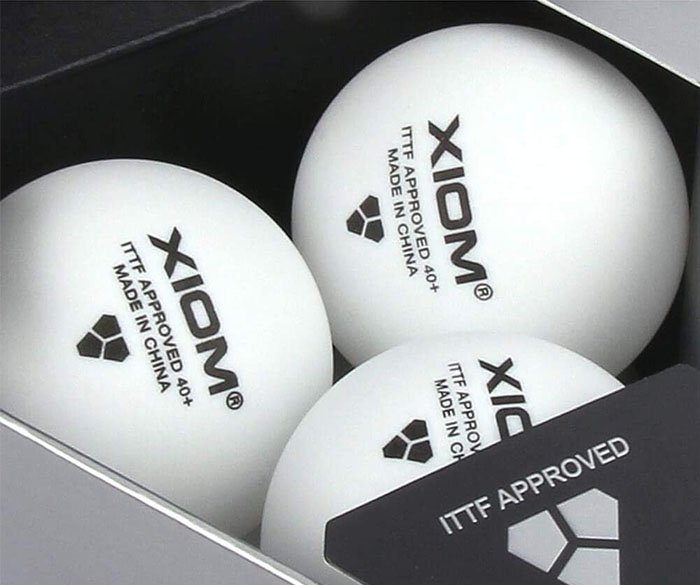 XIOM®
ITTF APPROVED 40+
MADE IN CHINA
XIOM®
ITTF APPROVED 40+
MADE IN CHINA
XIO
ITTF APPROV
MADE IN CH
ITTF APPROVED